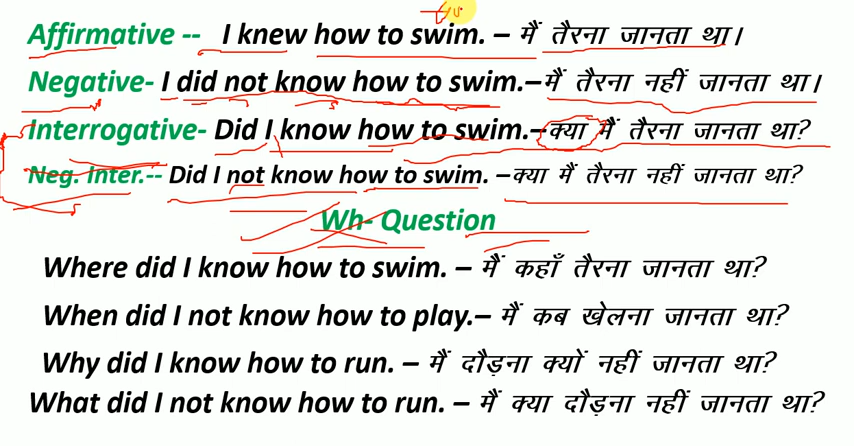 Affirmative -- I knew how to swim. – मैं तैरना जानता था।
Negative- I did not know how to swim.–मैं तैरना नहीं जानता था।
Interrogative- Did I know how to swim.–क्या मैं तैरना जानता था?
Neg. Inter.-- Did I not know how to swim. –क्या मैं तैरना नहीं जानता था?
Wh- Question
Where did I know how to swim. – मैं कहाँ तैरना जानता था?
When did I not know how to play.– मैं कब खेलना जानता था?
Why did I know how to run. – मैं दौड़ना क्यों नहीं जानता था?
What did I not know how to run. – मैं क्या दौड़ना नहीं जानता था?